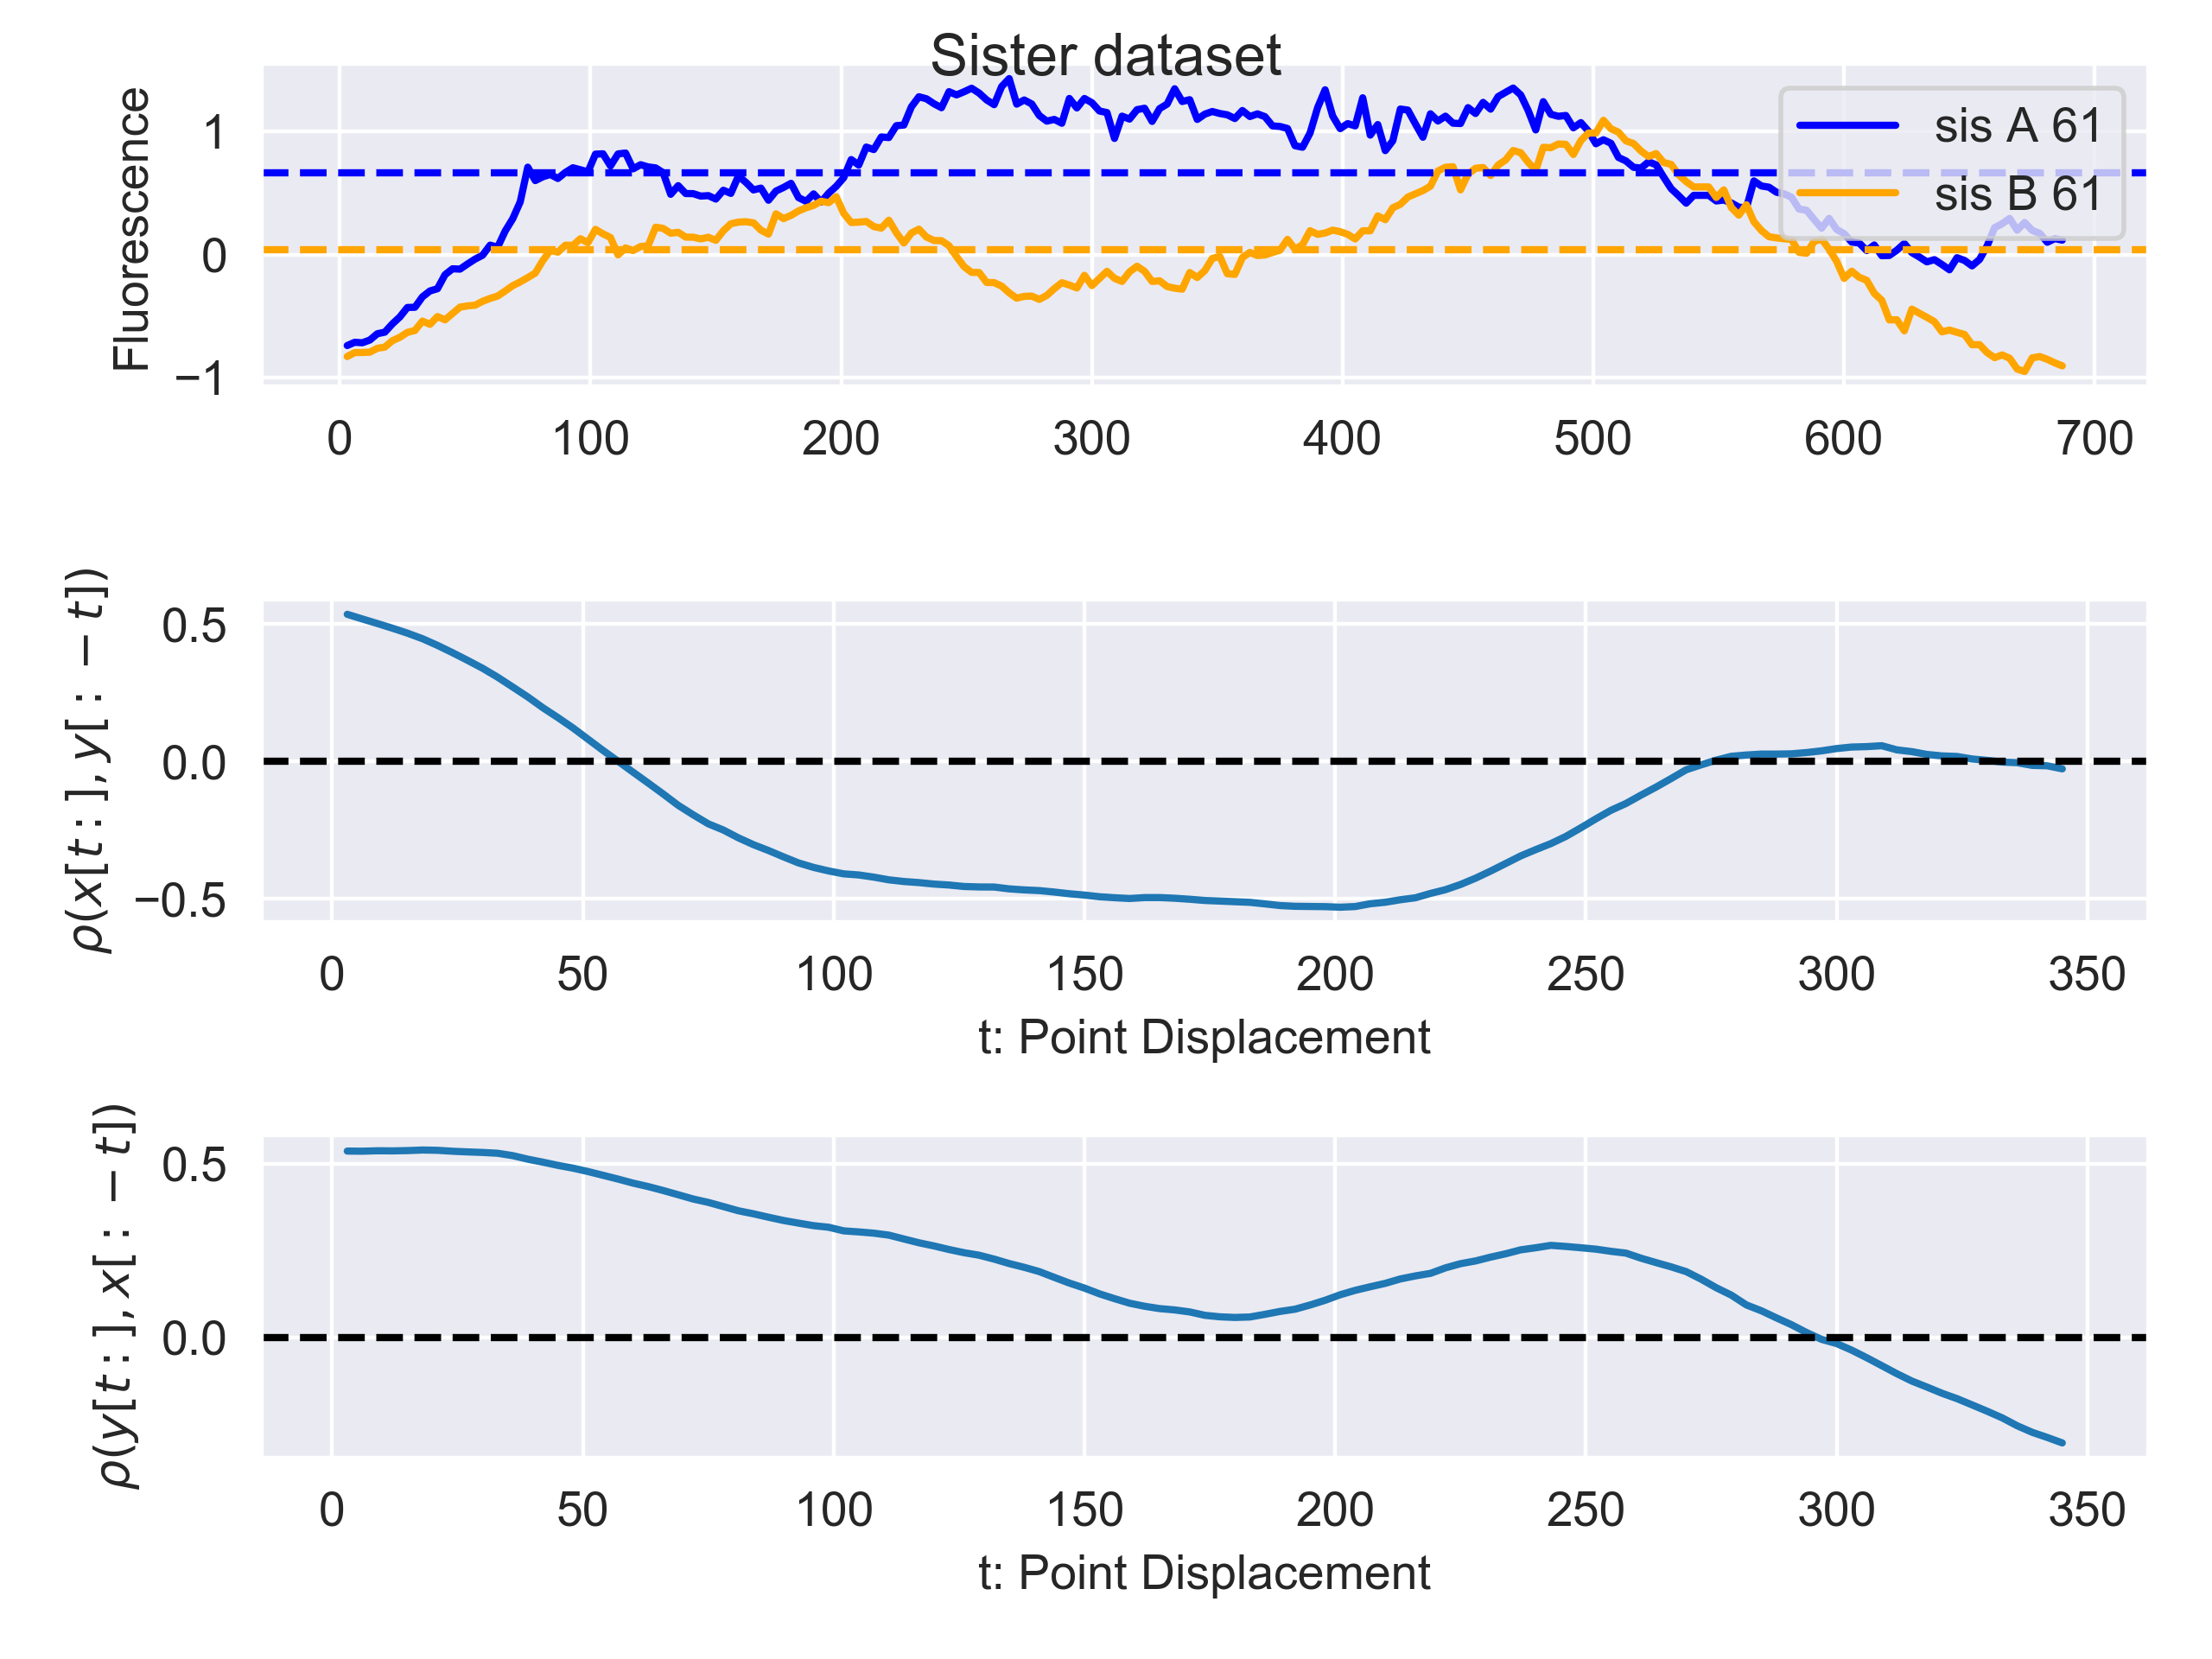 Sister dataset
Fluorescence
1
0
−1
sis A 61
sis B 61
0 100 200 300 400 500 600 700
ρ(x[t:], y[: − t])
0.5
0.0
−0.5
0 50 100 150 200 250 300 350
t: Point Displacement
ρ(y[t:], x[: − t])
0.5
0.0
0 50 100 150 200 250 300 350
t: Point Displacement